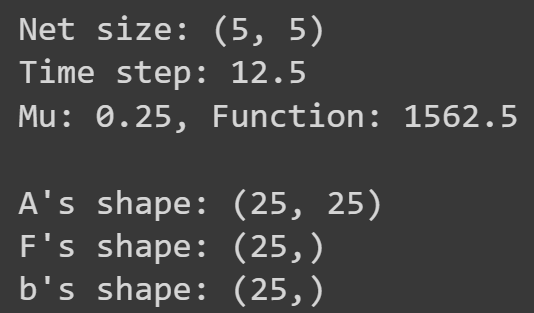 Net size: (5, 5)
Time step: 12.5
Mu: 0.25, Function: 1562.5
A's shape: (25, 25)
F's shape: (25,)
b's shape: (25,)